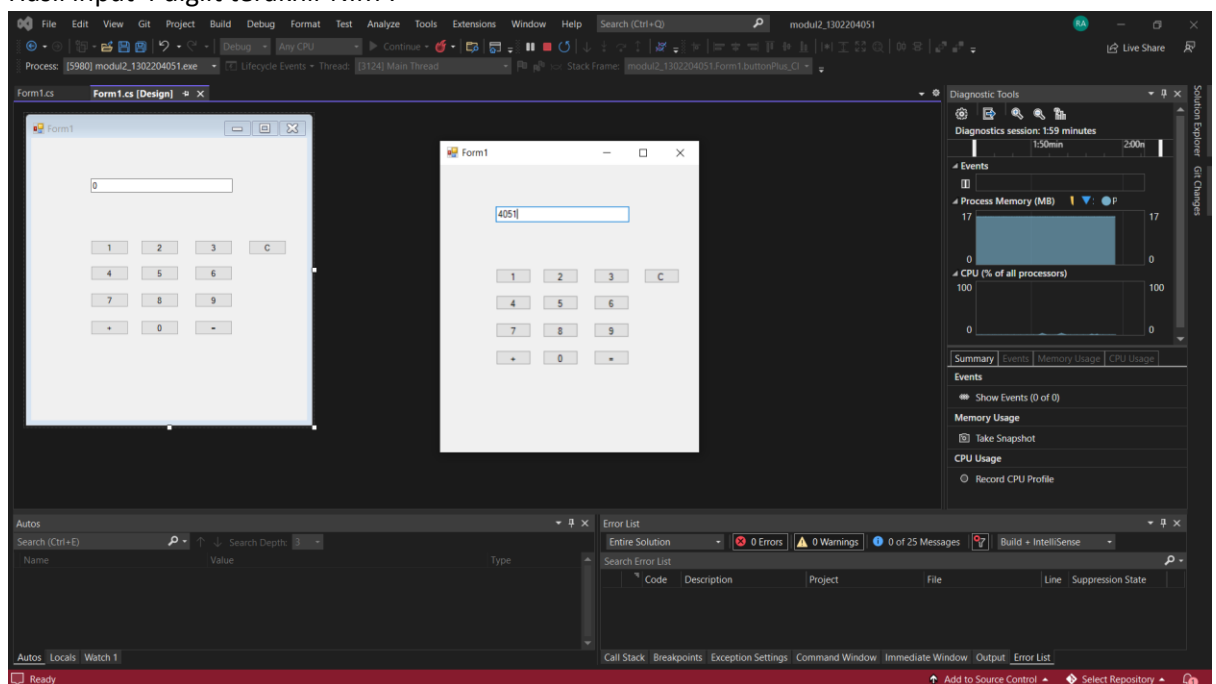 Hasil input 4 digiit terakhir NIM :
File Edit View Git Project Build Debug Format Test Analyze Tools Extensions Window Help Search (Ctrl+Q) modul2_1302204051 RA
Debug Any CPU Continue Live Share
Process: [5980] modul2_1302204051.exe Lifecycle Events Thread: [3124] Main Thread Stack Frame: modul2_1302204051.Form1.buttonPlus_Cl
Form1.cs Form1.cs [Design]
Form1
0
1 2 3 C
4 5 6
7 8 9
+ 0 =
Form1
4051
1 2 3 C
4 5 6
7 8 9
+ 0 =
Diagnostic Tools
Diagnostics session: 1:59 minutes
1:50min 2:00n
Events
Process Memory (MB) P
17 17
0 0
CPU (% of all processors)
100 100
0 0
Summary Events Memory Usage CPU Usage
Events
Show Events (0 of 0)
Memory Usage
Take Snapshot
CPU Usage
Record CPU Profile
Solution Explorer
Git Changes
Autos
Search (Ctrl+E) Search Depth: 3
Name Value Type
Autos Locals Watch 1
Error List
Entire Solution 0 Errors 0 Warnings 0 of 25 Messages Build + IntelliSense
Search Error List
Code Description Project File Line Suppression State
Call Stack Breakpoints Exception Settings Command Window Immediate Window Output Error List
Ready Add to Source Control Select Repository